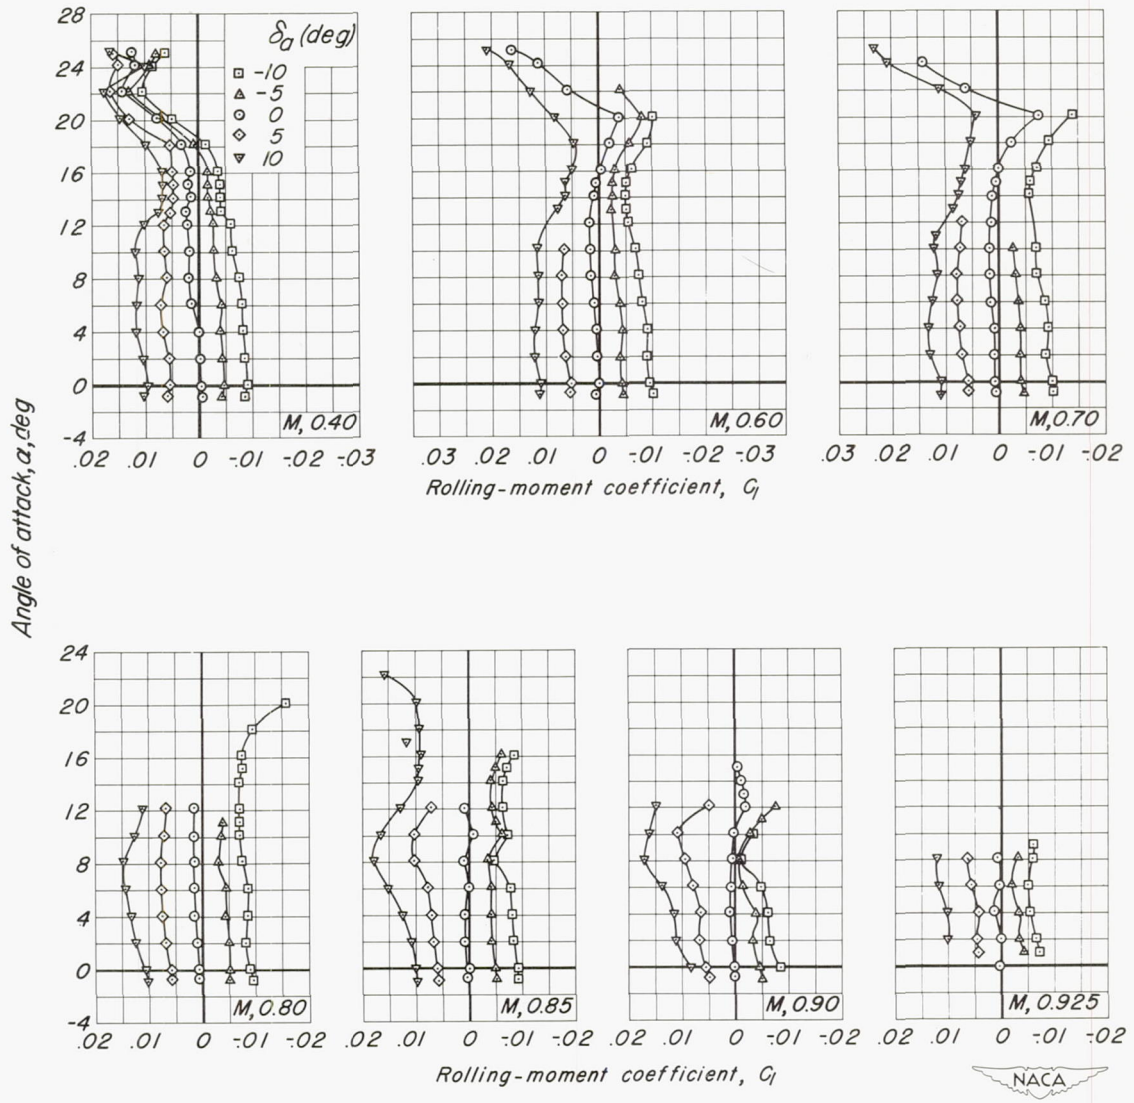 28
24
20
16
12
8
4
0
-4
δa (deg)
-10
-5
0
5
10
M, 0.40
M, 0.60
M, 0.70
.02 .01 0 -.01 -.02 -.03
.03 .02 .01 0 -.01 -.02 -.03
.03 .02 .01 0 -.01 -.02
Rolling-moment coefficient, Cl
Angle of attack, α, deg
24
20
16
12
8
4
0
-4
M, 0.80
M, 0.85
M, 0.90
M, 0.925
.02 .01 0 -.01 -.02
.02 .01 0 -.01 -.02
.02 .01 0 -.01 -.02
.02 .01 0 -.01 -.02
Rolling-moment coefficient, Cl
NACA